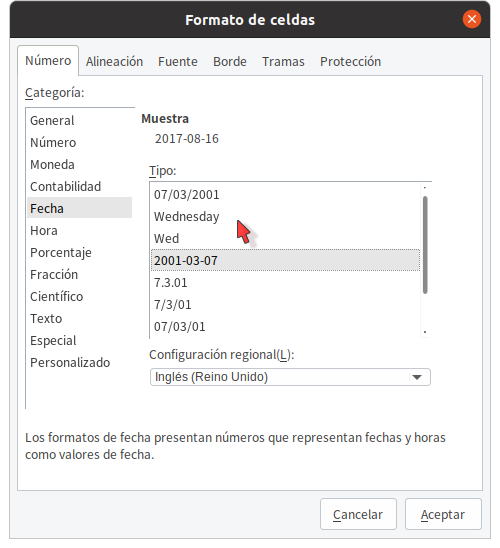 Formato de celdas
Número Alineación Fuente Borde Tramas Protección
Categoría:
General
Número
Moneda
Contabilidad
Fecha
Hora
Porcentaje
Fracción
Científico
Texto
Especial
Personalizado
Muestra
2017-08-16
Tipo:
07/03/2001
Wednesday
Wed
2001-03-07
7.3.01
7/3/01
07/03/01
Configuración regional(L):
Inglés (Reino Unido)
Los formatos de fecha presentan números que representan fechas y horas
como valores de fecha.
Cancelar Aceptar